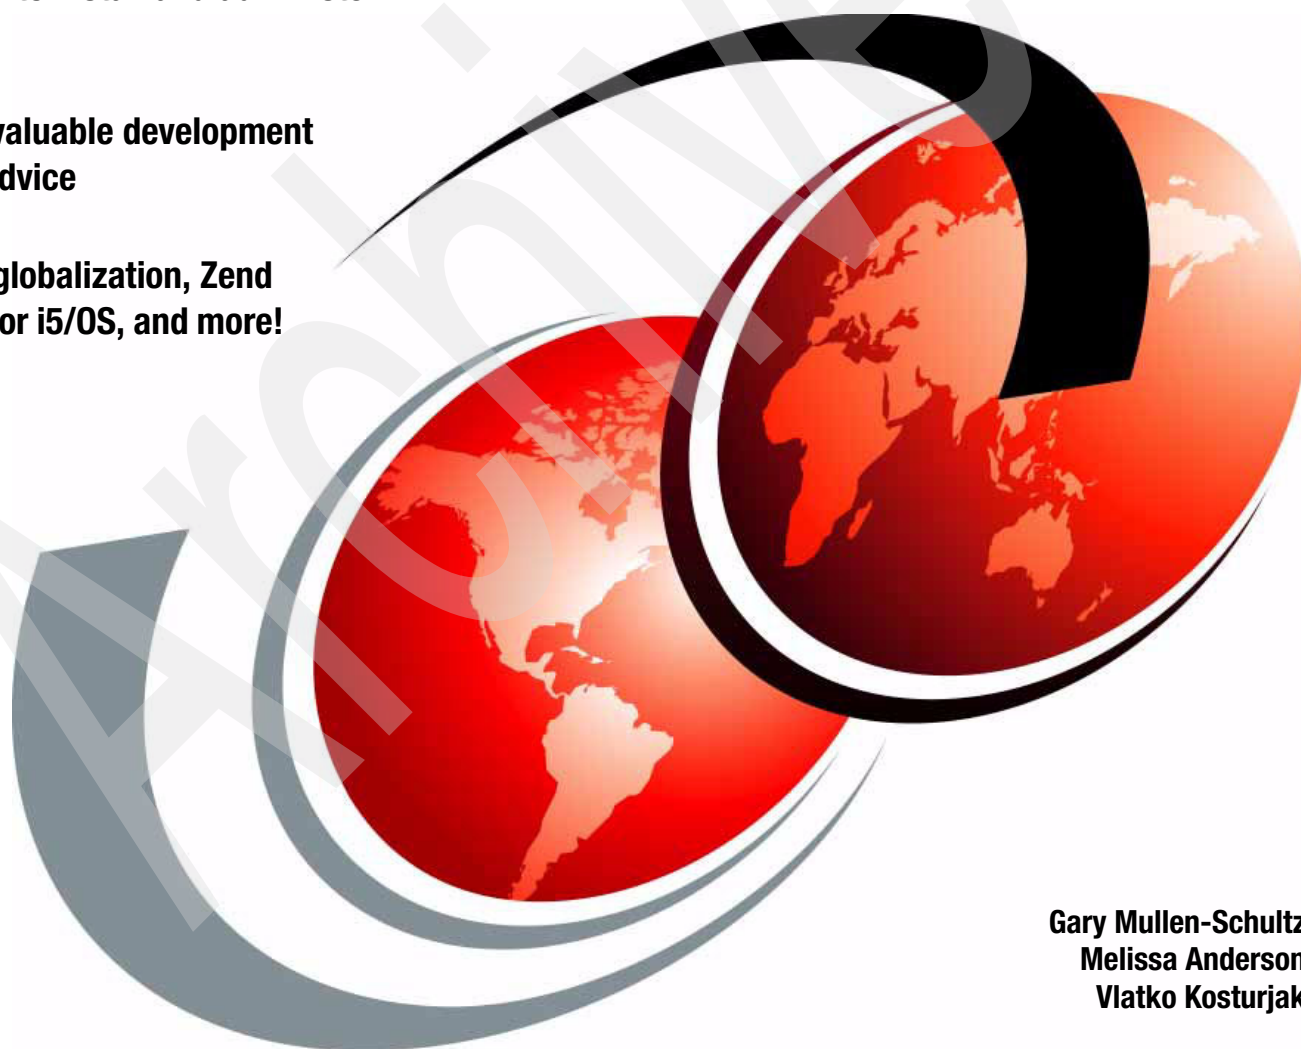 valuable development
dvice
globalization, Zend
or i5/OS, and more!
Gary Mullen-Schultz
Melissa Anderson
Vlatko Kosturjak